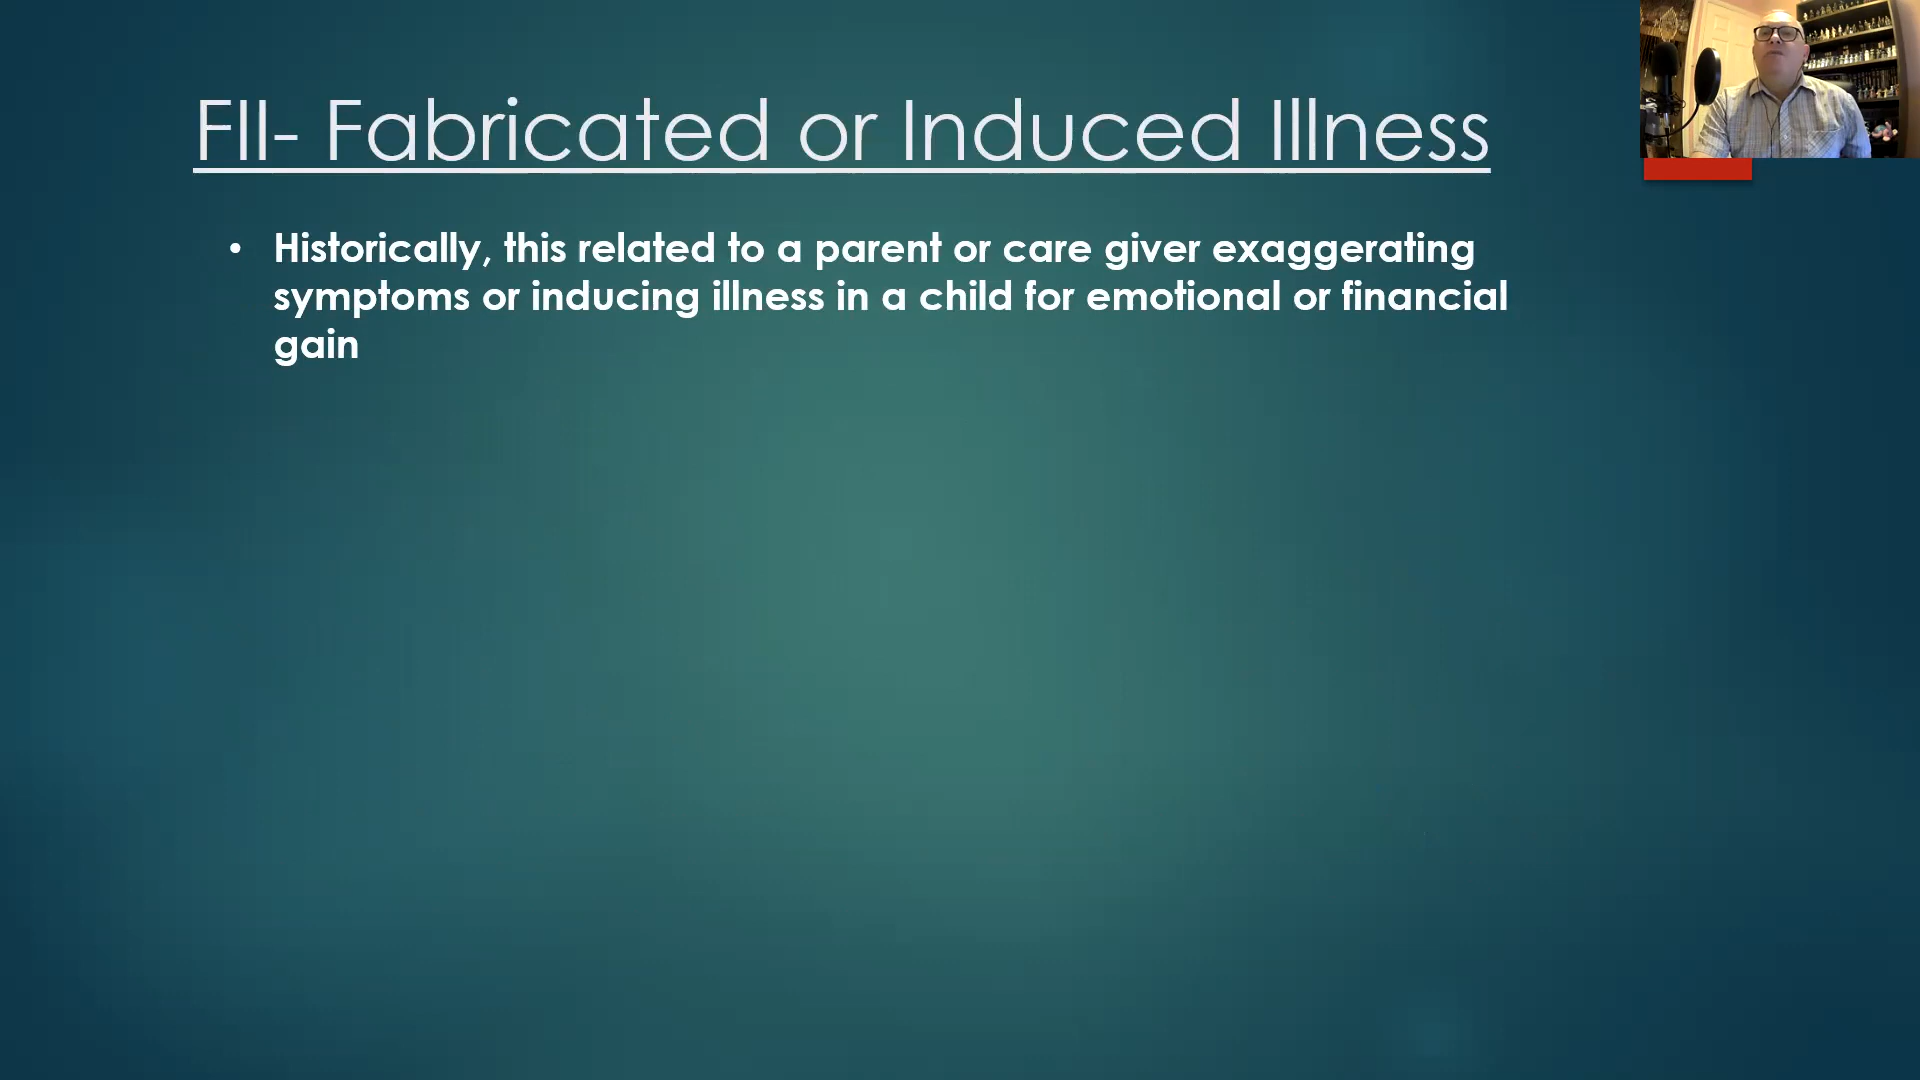 FII- Fabricated or Induced Illness
• Historically, this related to a parent or care giver exaggerating
symptoms or inducing illness in a child for emotional or financial
gain